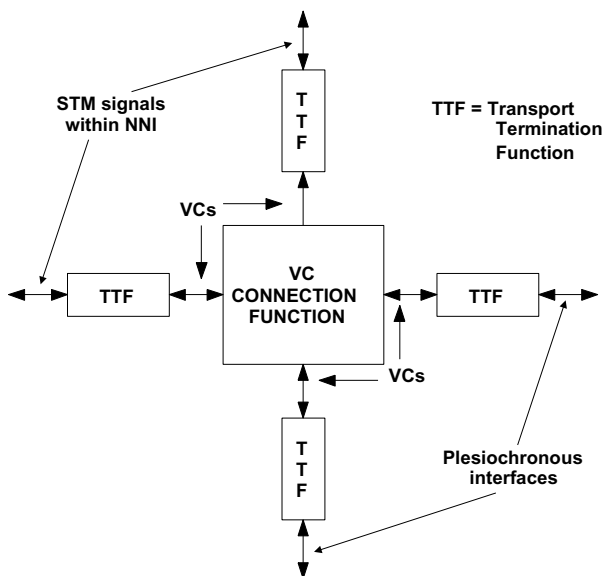 STM signals
within NNI
T
T
F
TTF = Transport
Termination
Function
VCs
TTF
VC
CONNECTION
FUNCTION
TTF
VCs
T
T
F
Plesiochronous
interfaces